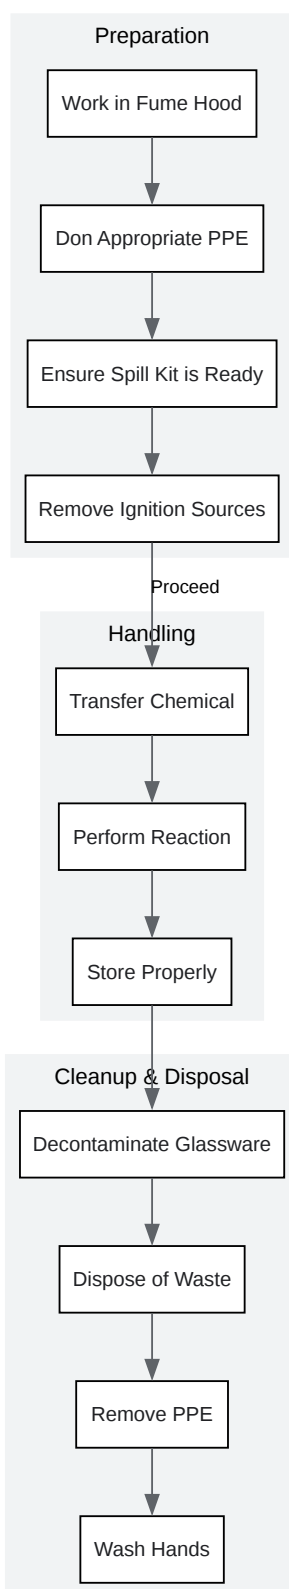 Preparation
Work in Fume Hood
Don Appropriate PPE
Ensure Spill Kit is Ready
Remove Ignition Sources
Proceed
Handling
Transfer Chemical
Perform Reaction
Store Properly
Cleanup & Disposal
Decontaminate Glassware
Dispose of Waste
Remove PPE
Wash Hands